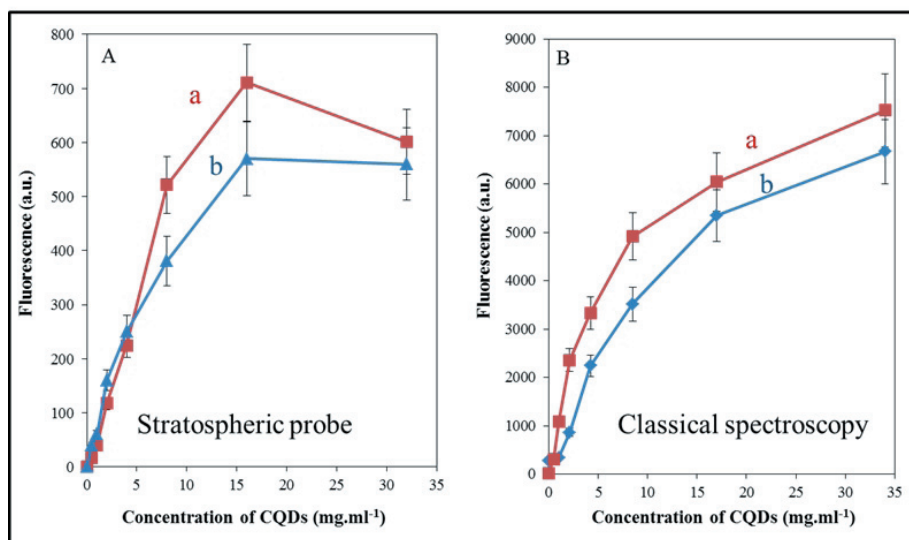 A
800
700
600
500
400
300
200
100
0
0 5 10 15 20 25 30 35
Fluorescence (a.u.)
a
b
Stratospheric probe
Concentration of CQDs (mg.ml⁻¹)
B
9000
8000
7000
6000
5000
4000
3000
2000
1000
0
0 5 10 15 20 25 30 35
Fluorescence (a.u.)
a
b
Classical spectroscopy
Concentration of CQDs (mg.ml⁻¹)